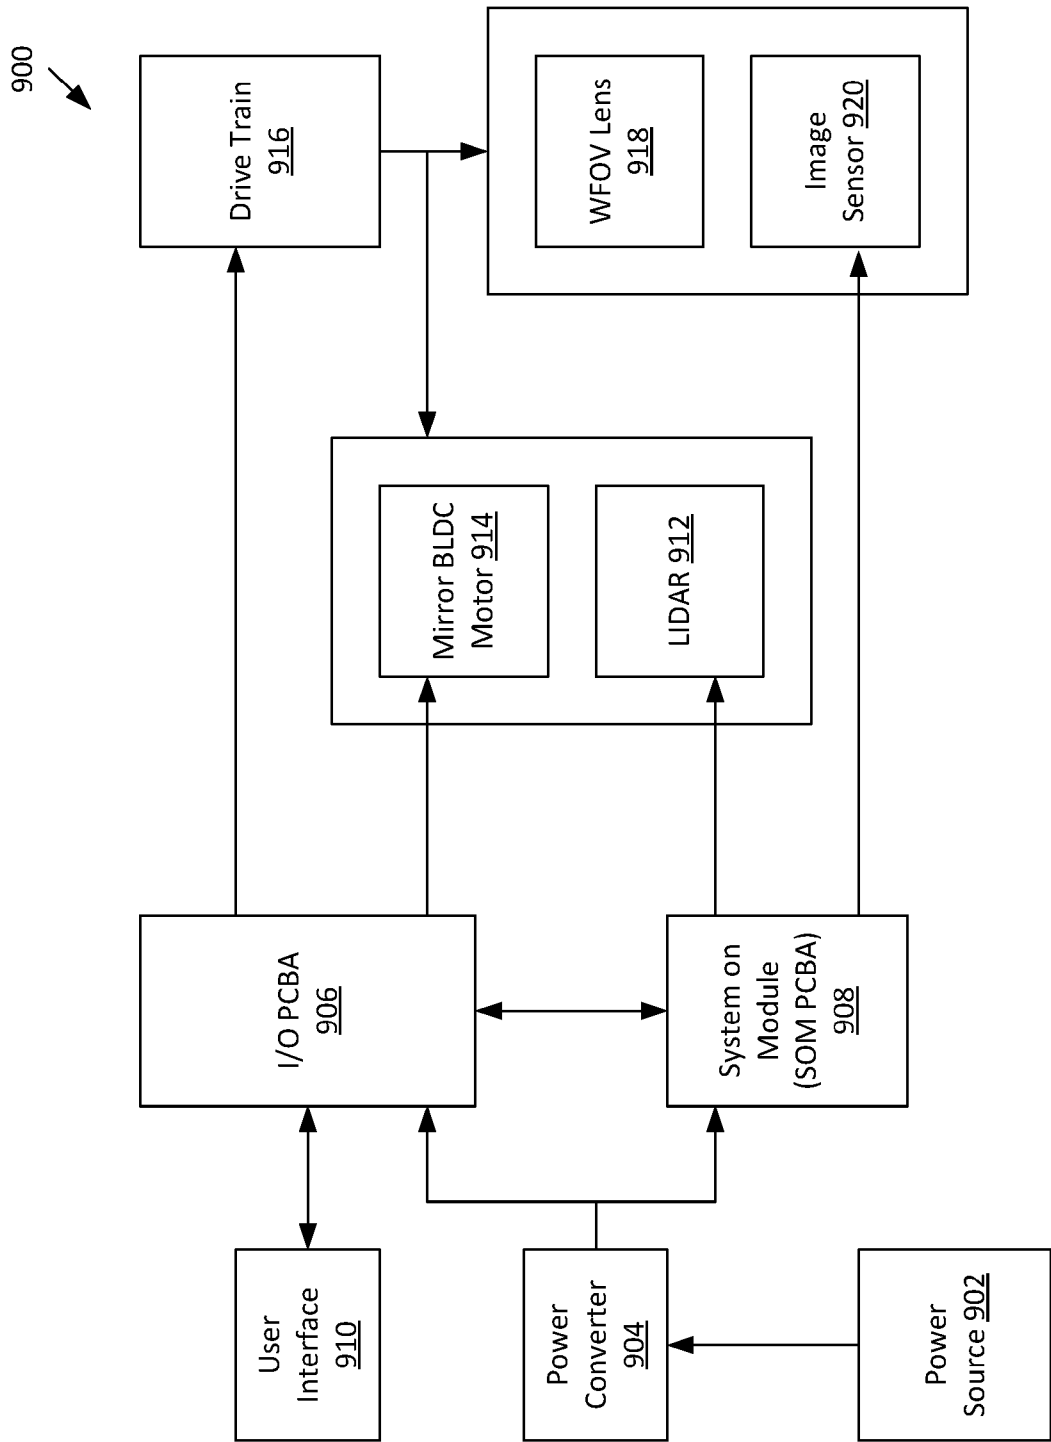 900
User
Interface
910
I/O PCBA
906
Drive Train
916
Mirror BLDC
Motor 914
WFOV Lens
918
Power
Converter
904
LIDAR 912
System on
Module
(SOM PCBA)
908
Image
Sensor 920
Power
Source 902